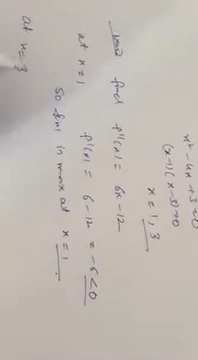 x² - 4x + 3 = 0
(x-1)(x-3) = 0
x = 1, 3
find f''(x) = 6x - 12
at x = 1
f''(x) = 6 - 12 = -6 < 0
So f(x) is max at x = 1
at x = 3